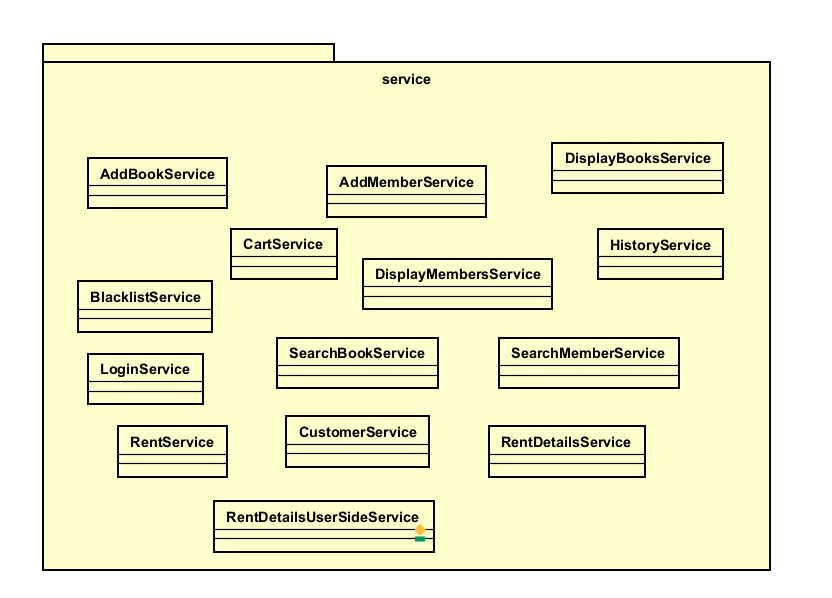 service
AddBookService
AddMemberService
DisplayBooksService
CartService
HistoryService
DisplayMembersService
BlacklistService
SearchBookService
SearchMemberService
LoginService
RentService
CustomerService
RentDetailsService
RentDetailsUserSideService